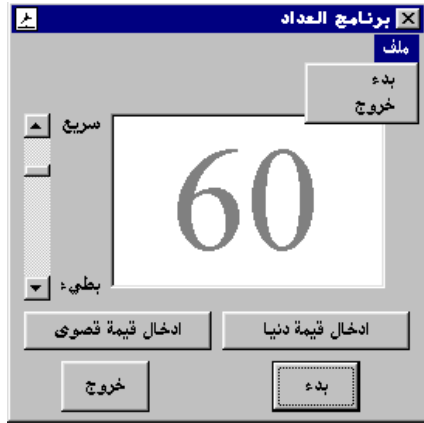 برنامج العداد
ملف
بدء
خروج
سريع
60
بطيء
ادخال قيمة دنيا
ادخال قيمة قصوى
بدء
خروج